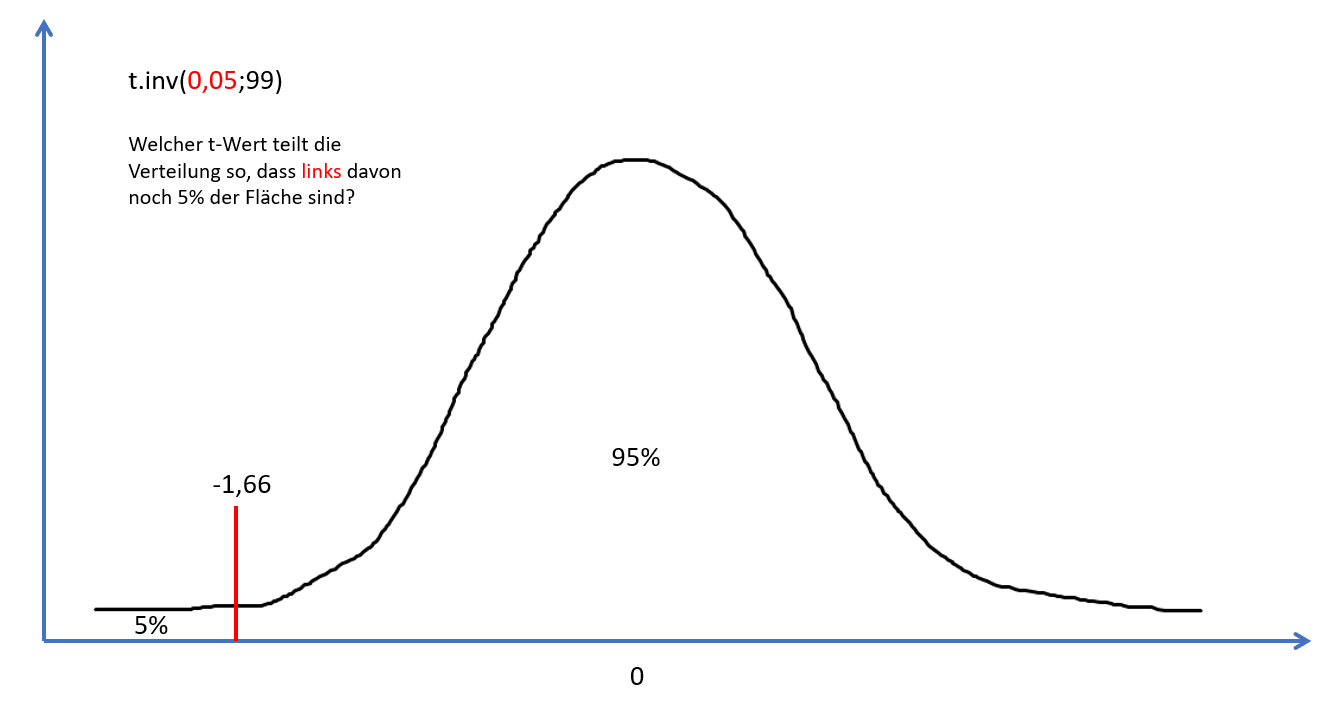 t.inv(0,05;99)
Welcher t-Wert teilt die
Verteilung so, dass links davon
noch 5% der Fläche sind?
95%
-1,66
5%
0